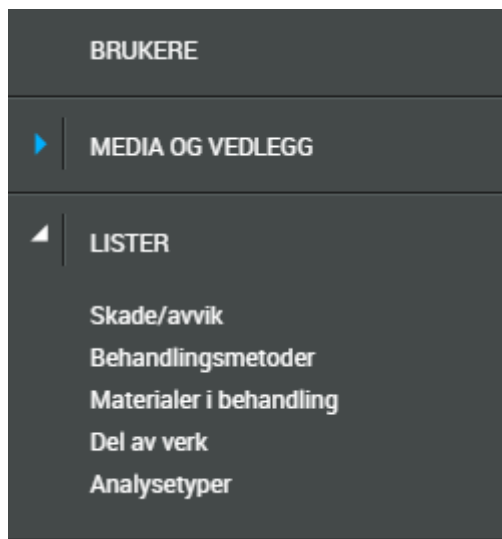 BRUKERE
MEDIA OG VEDLEGG
LISTER
Skade/avvik
Behandlingsmetoder
Materialer i behandling
Del av verk
Analysetyper